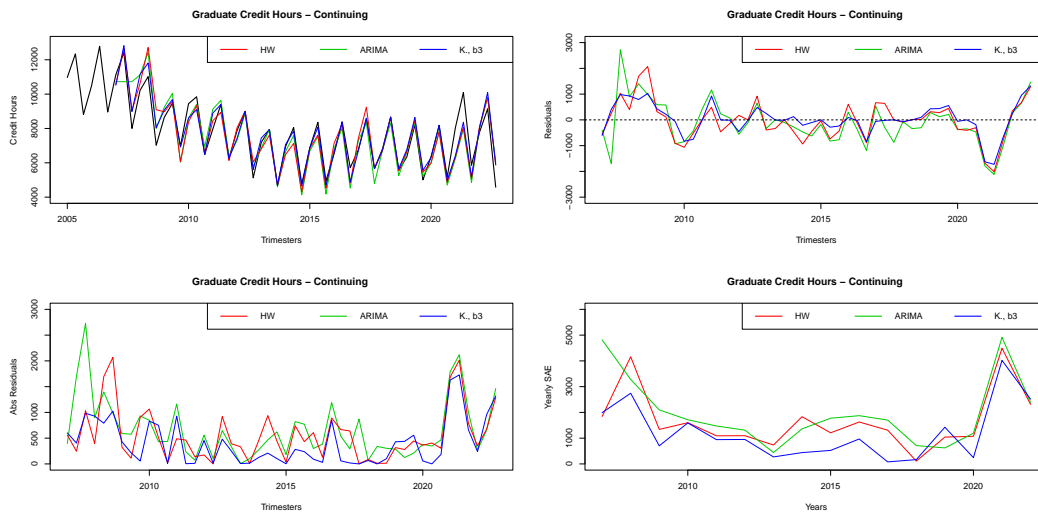 Graduate Credit Hours – Continuing
HW ARIMA K., b3
Credit Hours
12000
10000
8000
6000
4000
2005 2010 2015 2020
Trimesters
Graduate Credit Hours – Continuing
HW ARIMA K., b3
Residuals
3000
1000
0
−1000
−3000
2010 2015 2020
Trimesters
Graduate Credit Hours – Continuing
HW ARIMA K., b3
Abs Residuals
3000
2000
1000
500
0
2010 2015 2020
Trimesters
Graduate Credit Hours – Continuing
HW ARIMA K., b3
Yearly SAE
5000
3000
1000
0
2010 2015 2020
Years